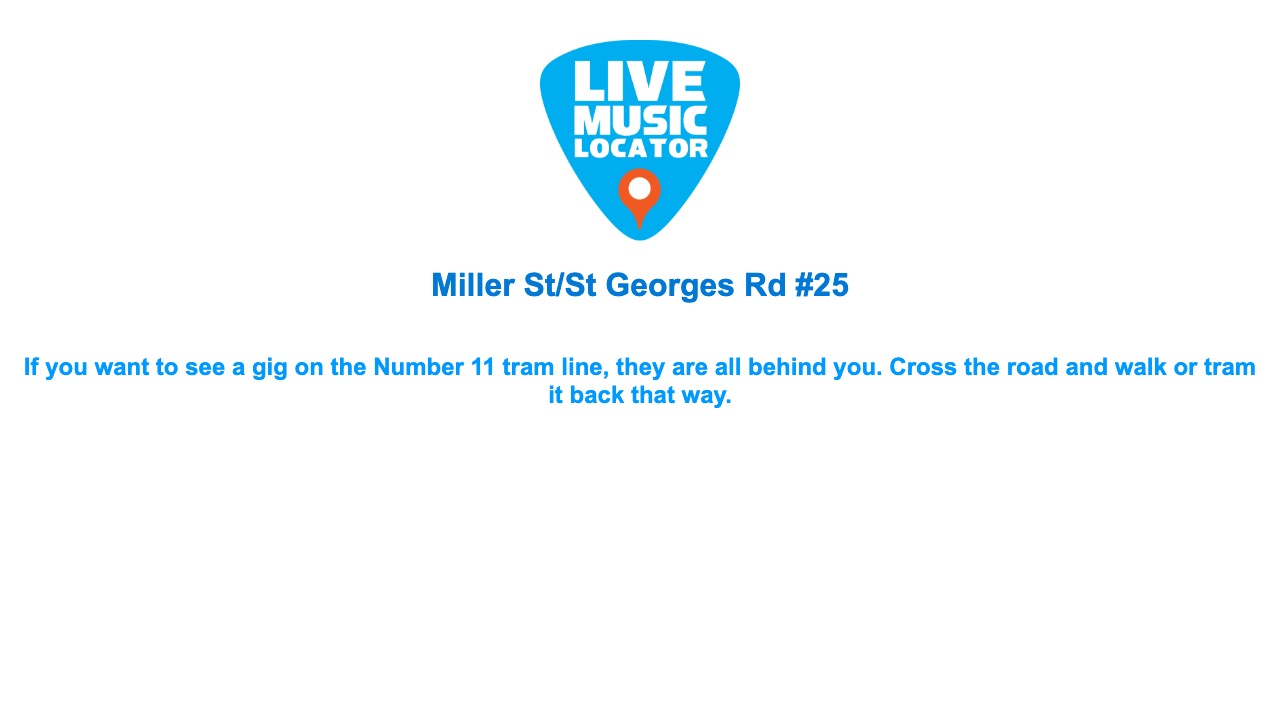 LIVE
MUSIC
LOCATOR
Miller St/St Georges Rd #25
If you want to see a gig on the Number 11 tram line, they are all behind you. Cross the road and walk or tram
it back that way.